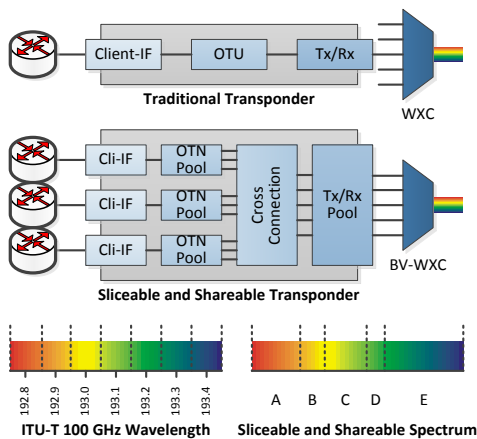 Client-IF
OTU
Tx/Rx
Traditional Transponder
WXC
Cli-IF
OTN
Pool
Cli-IF
OTN
Pool
Cli-IF
OTN
Pool
Cross
Connection
Tx/Rx
Pool
BV-WXC
Sliceable and Shareable Transponder
192.8
192.9
193.0
193.1
193.2
193.3
193.4
ITU-T 100 GHz Wavelength
A B C D E
Sliceable and Shareable Spectrum